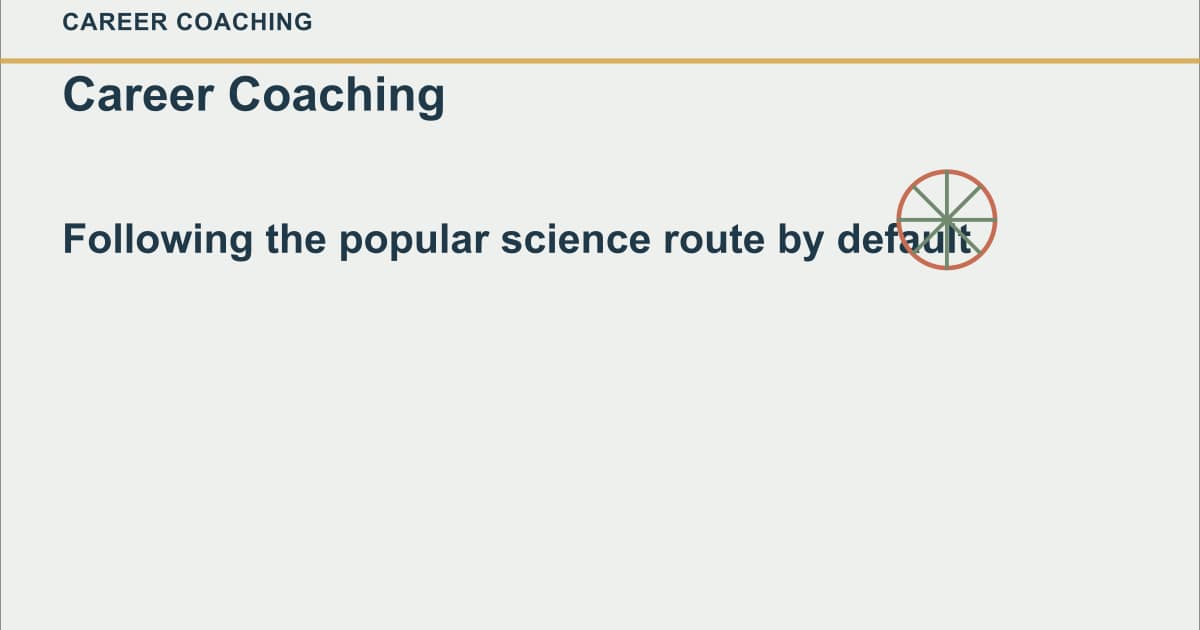 CAREER COACHING
Career Coaching
Following the popular science route by default